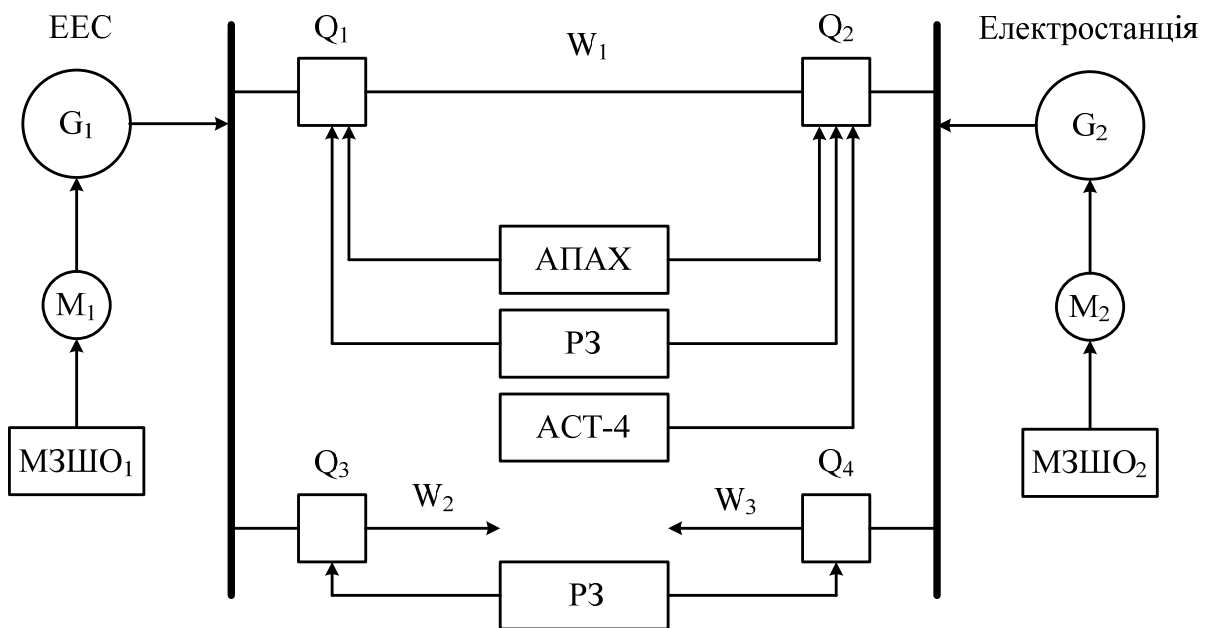 ЕЕС
Q₁
W₁
Q₂
Електростанція
G₁
G₂
АПАХ
M₁
РЗ
M₂
АСТ-4
МЗШО₁
Q₃
Q₄
МЗШО₂
W₂
W₃
РЗ